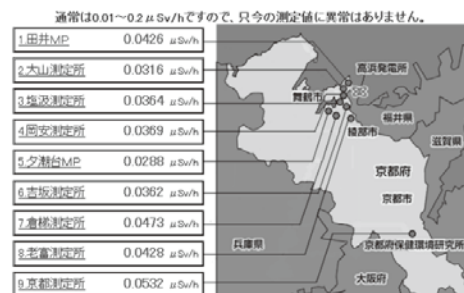 通常は0.01～0.2μSv/hですので、只今の測定値に異常はありません。
1.田井MP 0.0426 μSv/h
2.大山測定所 0.0316 μSv/h
3.塩汲測定所 0.0364 μSv/h
4.岡安測定所 0.0369 μSv/h
5.夕潮台MP 0.0288 μSv/h
6.吉坂測定所 0.0362 μSv/h
7.倉梯測定所 0.0473 μSv/h
8.老富測定所 0.0428 μSv/h
9.京都測定所 0.0532 μSv/h
高浜発電所
舞鶴市
福井県
綾部市
滋賀県
京都府
京都市
兵庫県
京都府保健環境研究所
大阪府